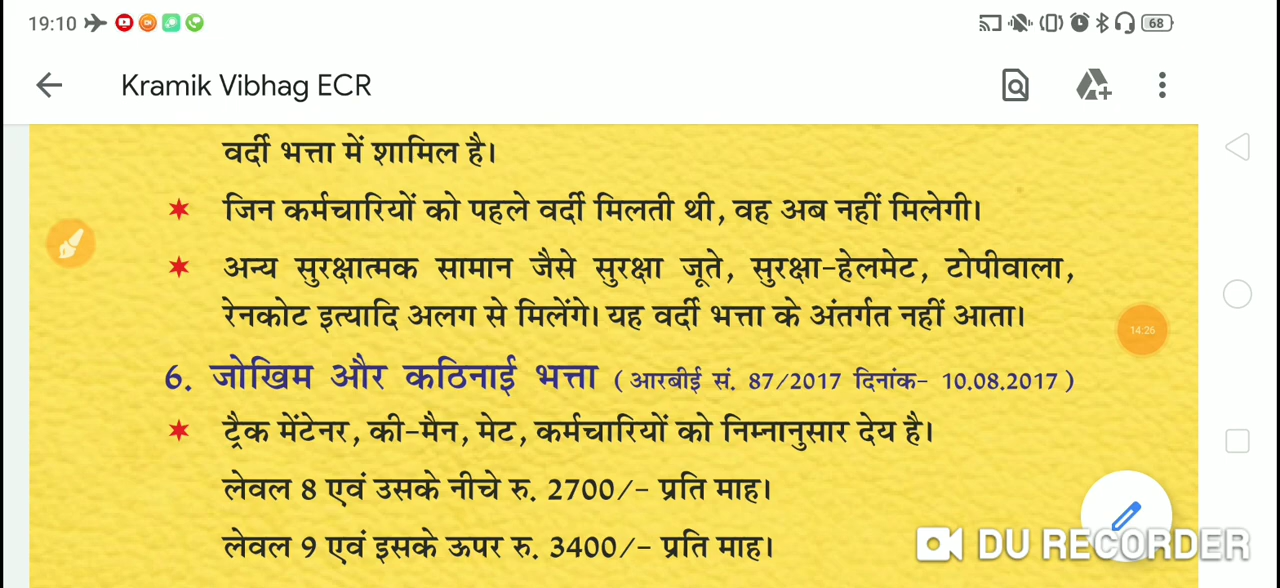 19:10
68
Kramik Vibhag ECR
वर्दी भत्ता में शामिल है।
जिन कर्मचारियों को पहले वर्दी मिलती थी, वह अब नहीं मिलेगी।
अन्य सुरक्षात्मक सामान जैसे सुरक्षा जूते, सुरक्षा-हेलमेट, टोपीवाला,
रेनकोट इत्यादि अलग से मिलेंगे। यह वर्दी भत्ता के अंतर्गत नहीं आता।
14:26
6. जोखिम और कठिनाई भत्ता (आरबीई सं. 87/2017 दिनांक- 10.08.2017)
ट्रैक मेंटेनर, की-मैन, मेट, कर्मचारियों को निम्नानुसार देय है।
लेवल 8 एवं उसके नीचे रु. 2700/- प्रति माह।
लेवल 9 एवं इसके ऊपर रु. 3400/- प्रति माह।
DU RECORDER